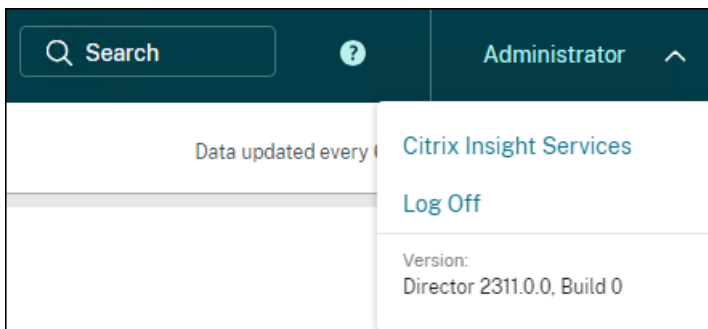 Search
?
Administrator
Data updated every
Citrix Insight Services
Log Off
Version:
Director 2311.0.0, Build 0